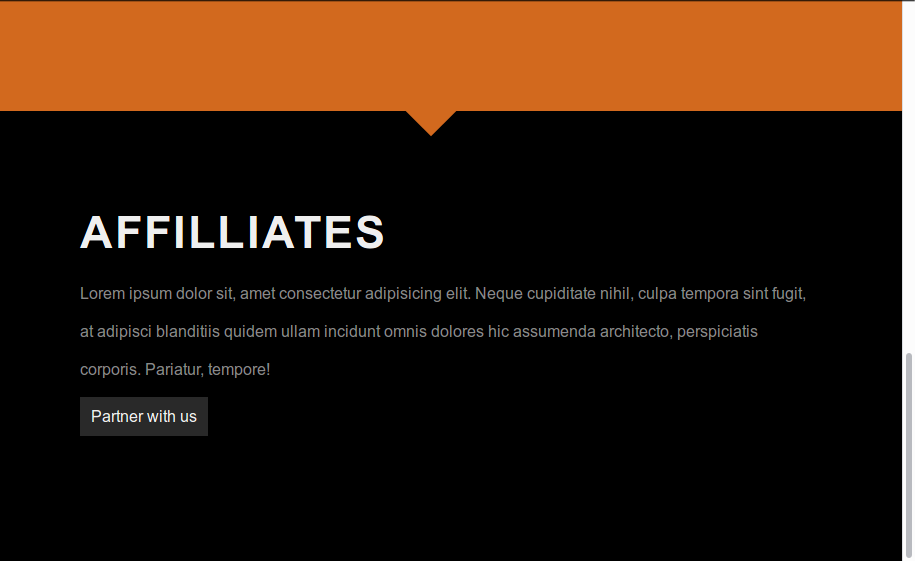 AFFILLIATES
Lorem ipsum dolor sit, amet consectetur adipisicing elit. Neque cupiditate nihil, culpa tempora sint fugit,
at adipisci blanditiis quidem ullam incidunt omnis dolores hic assumenda architecto, perspiciatis
corporis. Pariatur, tempore!
Partner with us